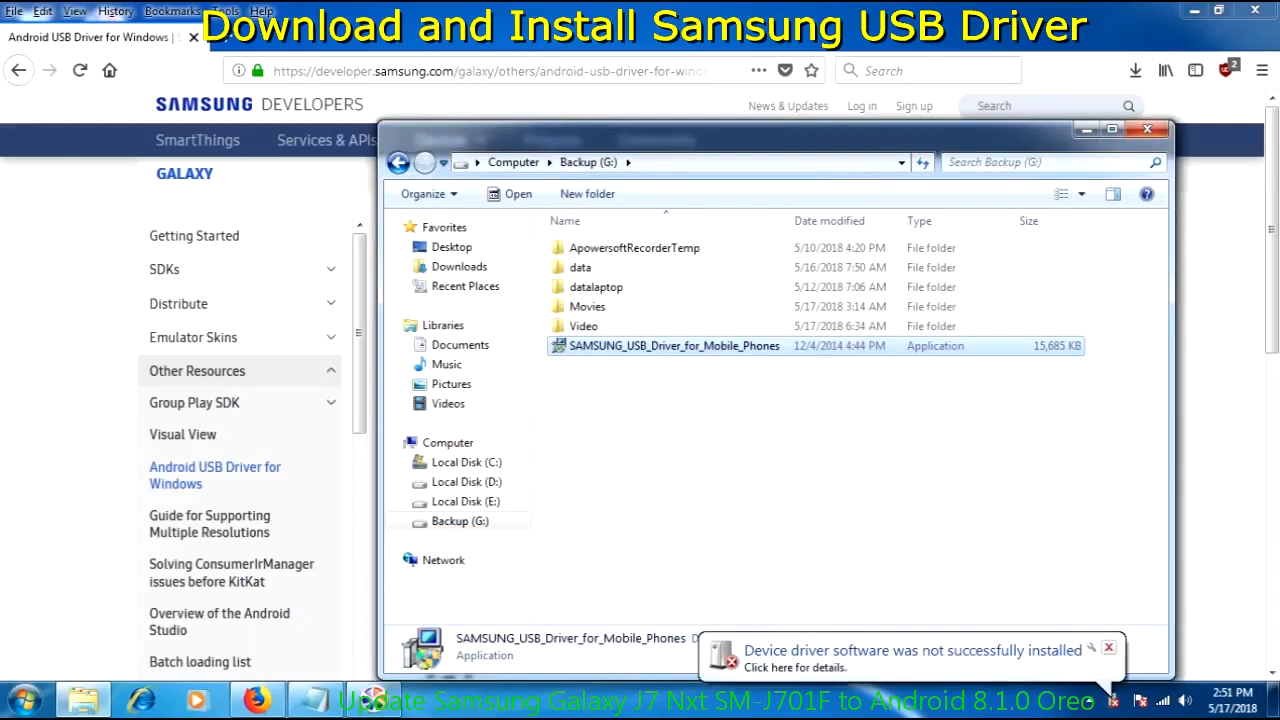 File Edit View History Bookmarks Tools Help
Download and Install Samsung USB Driver
Android USB Driver for Windows |
https://developer.samsung.com/galaxy/others/android-usb-driver-for-windo
Search
2
SAMSUNG DEVELOPERS
News & Updates Log in Sign up Search
SmartThings Services & APIs
GALAXY
Getting Started
SDKs
Distribute
Emulator Skins
Other Resources
Group Play SDK
Visual View
Android USB Driver for
Windows
Guide for Supporting
Multiple Resolutions
Solving ConsumerIrManager
issues before KitKat
Overview of the Android
Studio
Batch loading list
Computer Backup (G:)
Search Backup (G:)
Organize Open New folder
Favorites
Desktop
Downloads
Recent Places
Libraries
Documents
Music
Pictures
Videos
Computer
Local Disk (C:)
Local Disk (D:)
Local Disk (E:)
Backup (G:)
Network
Name Date modified Type Size
ApowersoftRecorderTemp 5/10/2018 4:20 PM File folder
data 5/16/2018 7:50 AM File folder
datalaptop 5/12/2018 7:06 AM File folder
Movies 5/17/2018 3:14 AM File folder
Video 5/17/2018 6:34 AM File folder
SAMSUNG_USB_Driver_for_Mobile_Phones 12/4/2014 4:44 PM Application 15,685 KB
SAMSUNG_USB_Driver_for_Mobile_Phones
Application
Device driver software was not successfully installed
Click here for details.
Update Samsung Galaxy J7 Nxt SM-J701F to Android 8.1.0 Oreo
2:51 PM
5/17/2018